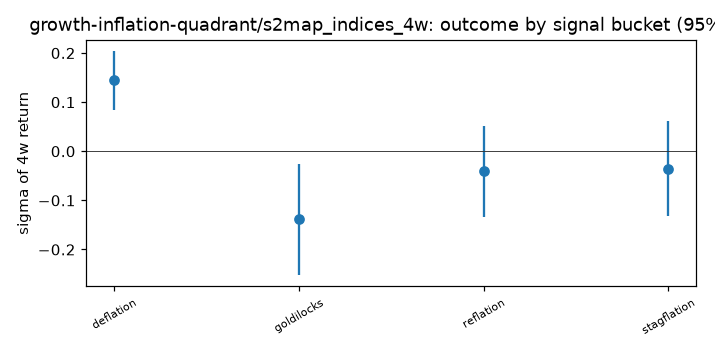 growth-inflation-quadrant/s2map_indices_4w: outcome by signal bucket (95%
sigma of 4w return
0.2
0.1
0.0
−0.1
−0.2
deflation
goldilocks
reflation
stagflation